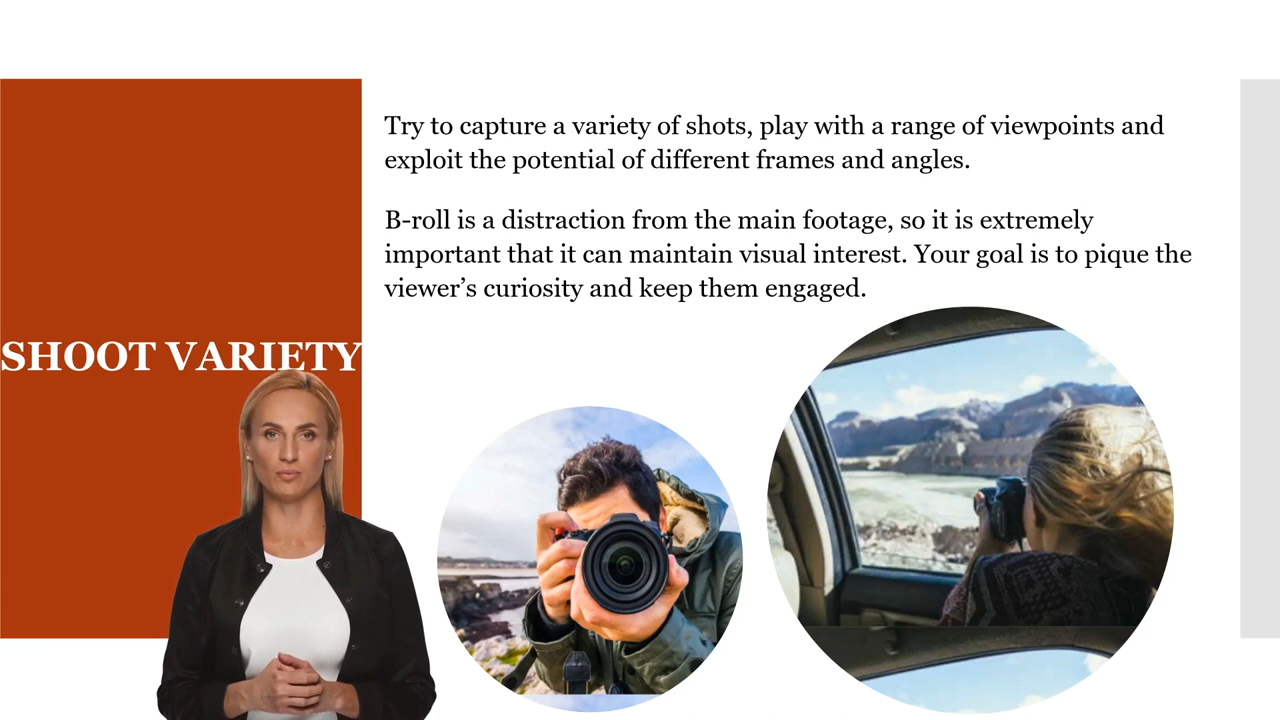 Try to capture a variety of shots, play with a range of viewpoints and
exploit the potential of different frames and angles.
B-roll is a distraction from the main footage, so it is extremely
important that it can maintain visual interest. Your goal is to pique the
viewer’s curiosity and keep them engaged.
SHOOT VARIETY